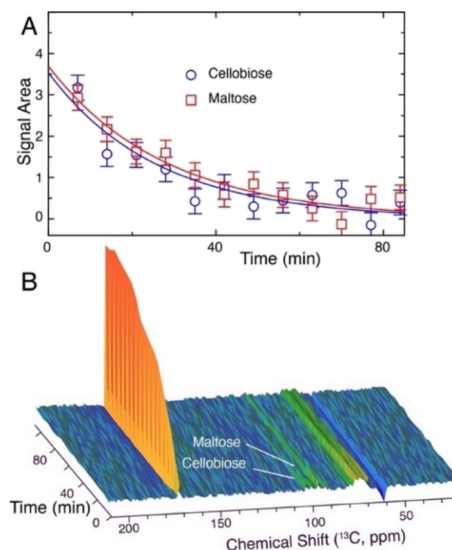 A
Signal Area
4
3
2
1
0
Cellobiose
Maltose
0 40 80
Time (min)
B
Maltose
Cellobiose
80
40
0
Time (min)
200 150 100 50
Chemical Shift (¹³C, ppm)